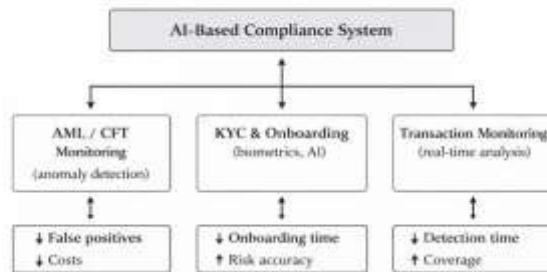 AI-Based Compliance System
AML / CFT
Monitoring
(anomaly detection)
KYC & Onboarding
(biometrics, AI)
Transaction Monitoring
(real-time analysis)
↓ False positives
↓ Costs
↓ Onboarding time
↑ Risk accuracy
↓ Detection time
↑ Coverage